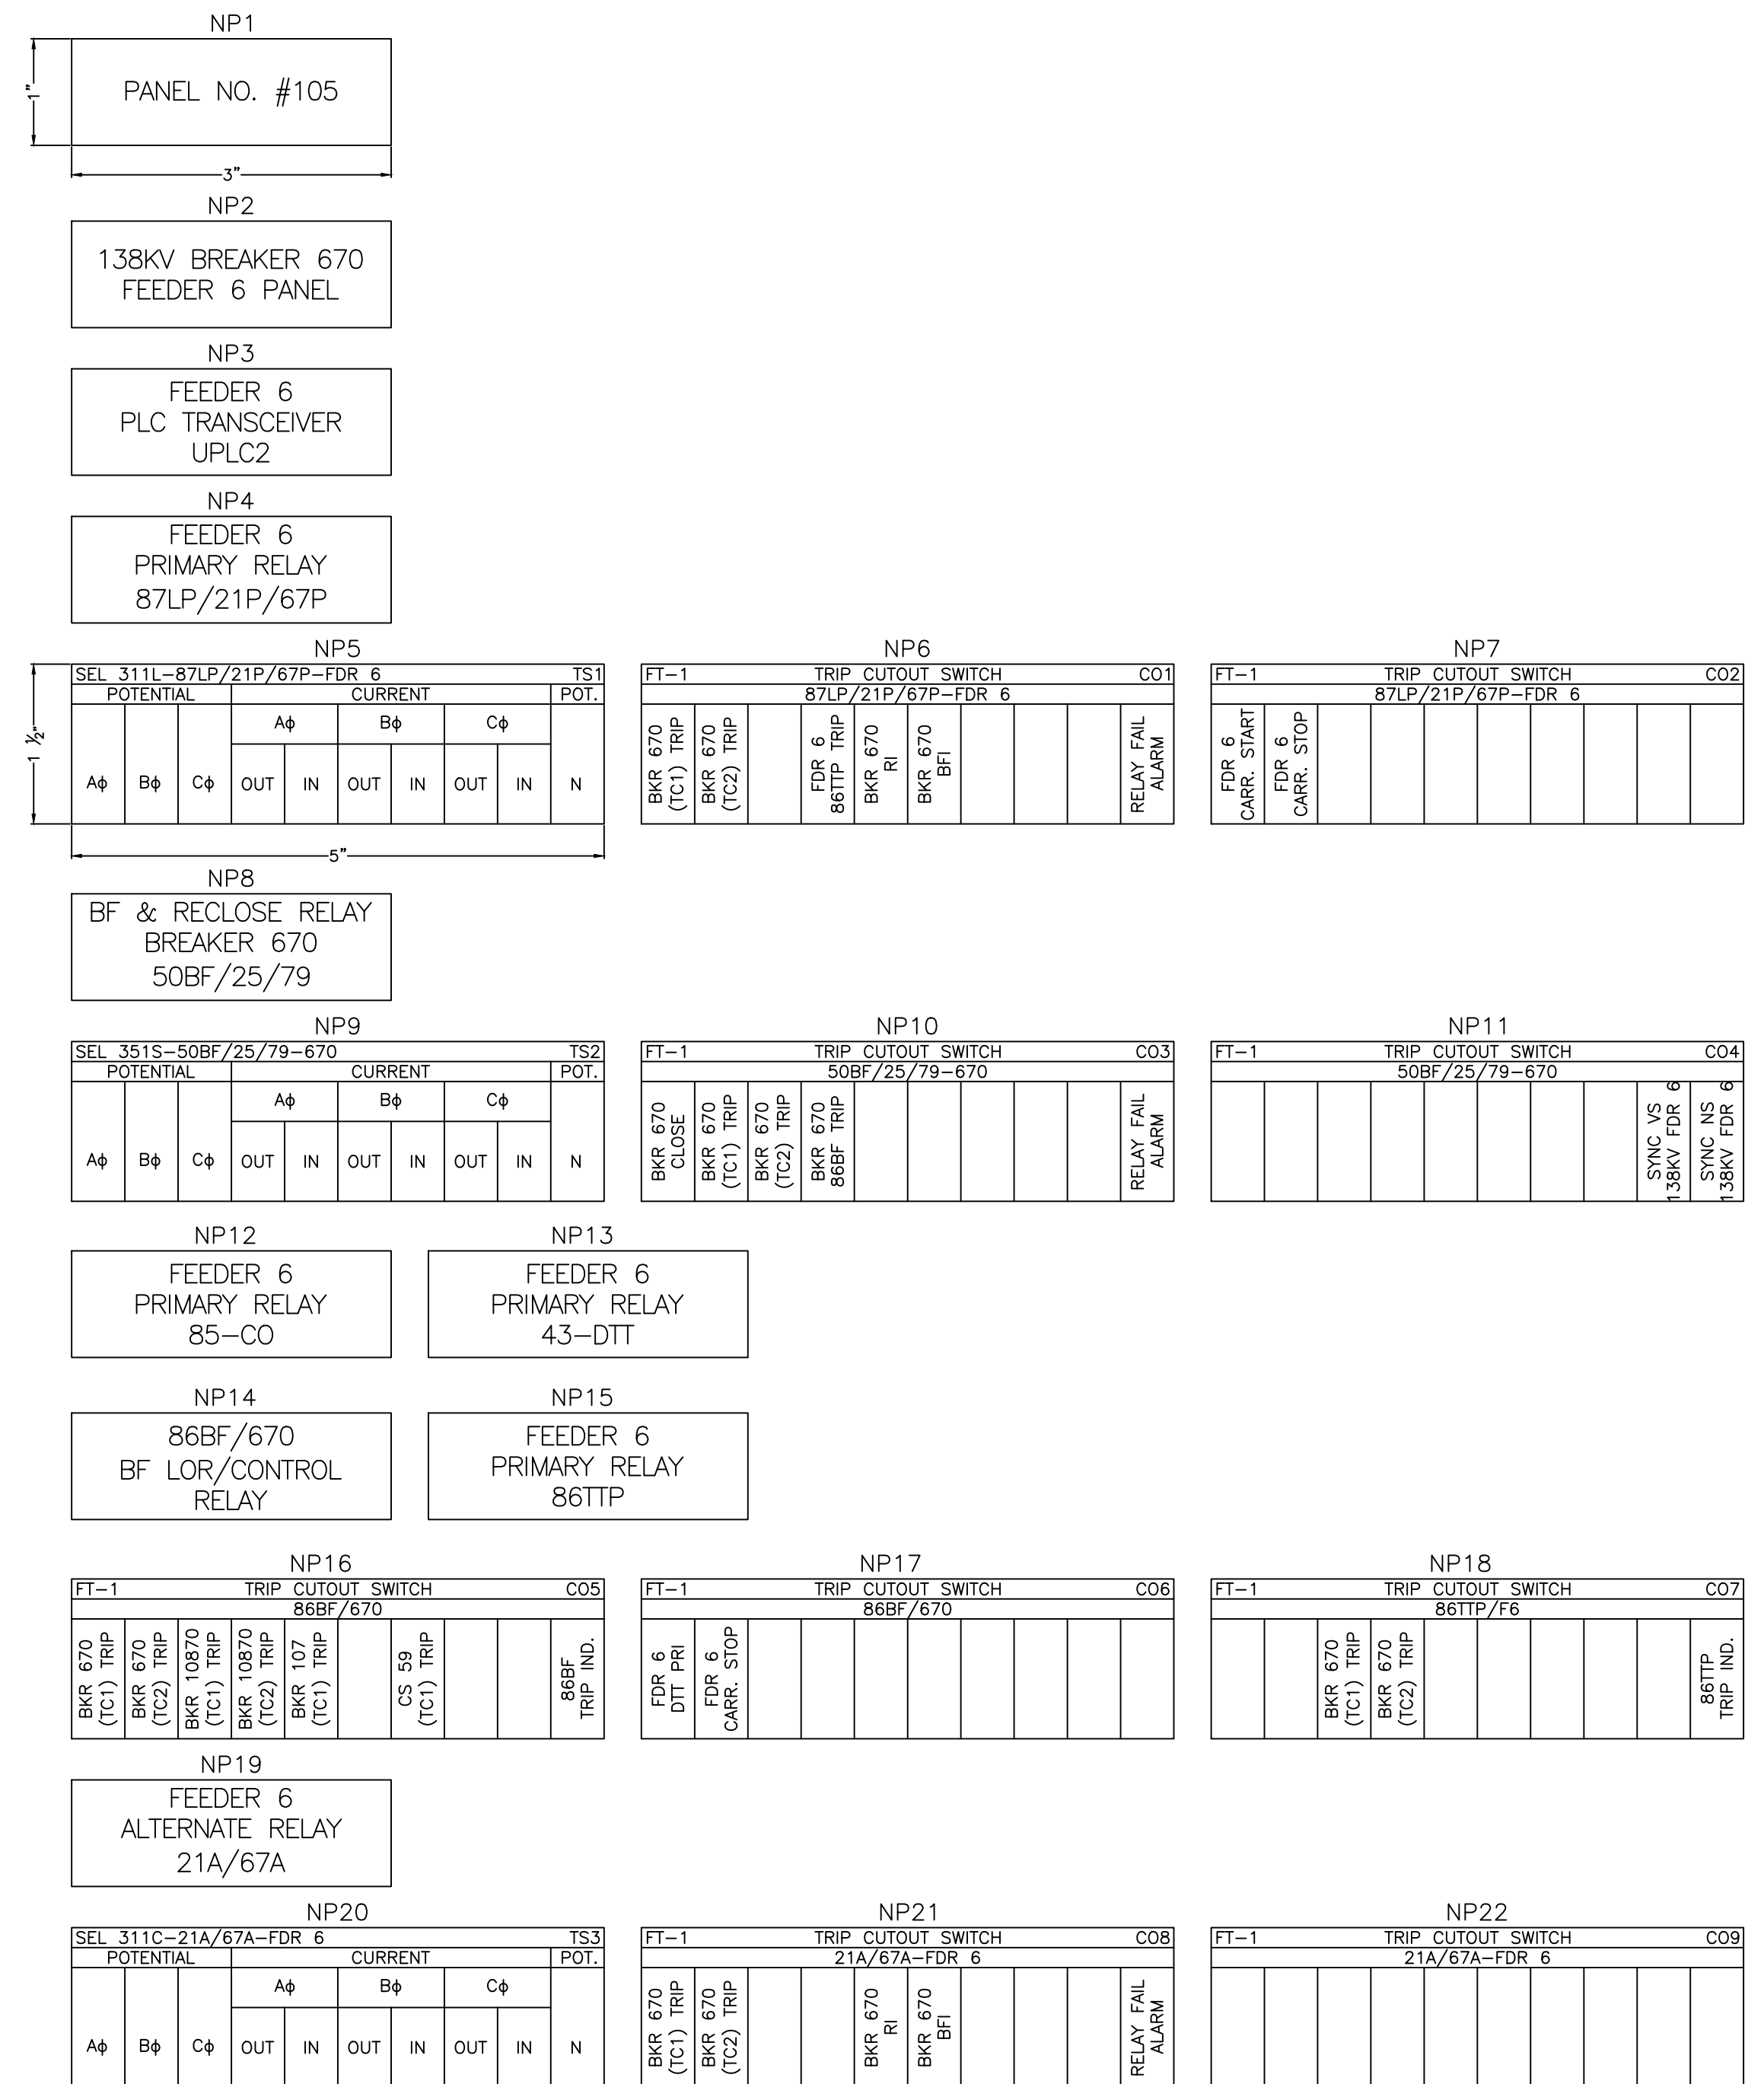 NP1
PANEL NO. #105
1"
3"
NP2
138KV BREAKER 670
FEEDER 6 PANEL
NP3
FEEDER 6
PLC TRANSCEIVER
UPLC2
NP4
FEEDER 6
PRIMARY RELAY
87LP/21P/67P
NP5
SEL 311L-87LP/21P/67P-FDR 6 TS1
POTENTIAL CURRENT POT.
Aϕ Bϕ Cϕ
Aϕ Bϕ Cϕ OUT IN OUT IN OUT IN N
1 ½"
5"
NP6
FT-1 TRIP CUTOUT SWITCH CO1
87LP/21P/67P-FDR 6
BKR 670
(TC1) TRIP
BKR 670
(TC2) TRIP
FDR 6
86TTP TRIP
BKR 670
RI
BKR 670
BFI
RELAY FAIL
ALARM
NP7
FT-1 TRIP CUTOUT SWITCH CO2
87LP/21P/67P-FDR 6
FDR 6
CARR. START
FDR 6
CARR. STOP
NP8
BF & RECLOSE RELAY
BREAKER 670
50BF/25/79
NP9
SEL 351S-50BF/25/79-670 TS2
POTENTIAL CURRENT POT.
Aϕ Bϕ Cϕ
Aϕ Bϕ Cϕ OUT IN OUT IN OUT IN N
NP10
FT-1 TRIP CUTOUT SWITCH CO3
50BF/25/79-670
BKR 670
CLOSE
BKR 670
(TC1) TRIP
BKR 670
(TC2) TRIP
BKR 670
86BF TRIP
RELAY FAIL
ALARM
NP11
FT-1 TRIP CUTOUT SWITCH CO4
50BF/25/79-670
SYNC VS
138KV FDR 6
SYNC NS
138KV FDR 6
NP12
FEEDER 6
PRIMARY RELAY
85-CO
NP13
FEEDER 6
PRIMARY RELAY
43-DTT
NP14
86BF/670
BF LOR/CONTROL
RELAY
NP15
FEEDER 6
PRIMARY RELAY
86TTP
NP16
FT-1 TRIP CUTOUT SWITCH CO5
86BF/670
BKR 670
(TC1) TRIP
BKR 670
(TC2) TRIP
BKR 10870
(TC1) TRIP
BKR 10870
(TC2) TRIP
BKR 107
(TC1) TRIP
CS 59
(TC1) TRIP
86BF
TRIP IND.
NP17
FT-1 TRIP CUTOUT SWITCH CO6
86BF/670
FDR 6
DTT PRI
FDR 6
CARR. STOP
NP18
FT-1 TRIP CUTOUT SWITCH CO7
86TTP/F6
BKR 670
(TC1) TRIP
BKR 670
(TC2) TRIP
86TTP
TRIP IND.
NP19
FEEDER 6
ALTERNATE RELAY
21A/67A
NP20
SEL 311C-21A/67A-FDR 6 TS3
POTENTIAL CURRENT POT.
Aϕ Bϕ Cϕ
Aϕ Bϕ Cϕ OUT IN OUT IN OUT IN N
NP21
FT-1 TRIP CUTOUT SWITCH CO8
21A/67A-FDR 6
BKR 670
(TC1) TRIP
BKR 670
(TC2) TRIP
BKR 670
RI
BKR 670
BFI
RELAY FAIL
ALARM
NP22
FT-1 TRIP CUTOUT SWITCH CO9
21A/67A-FDR 6